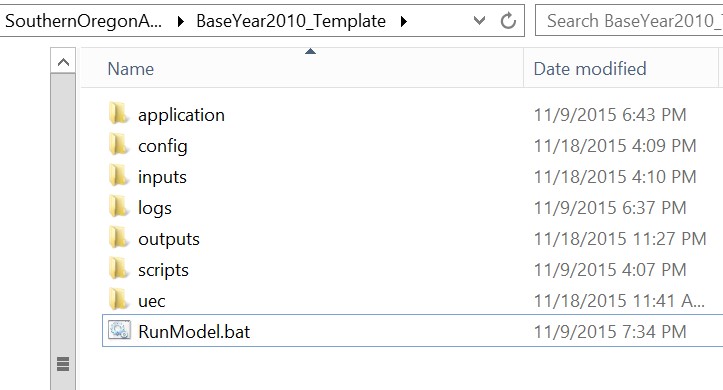 SouthernOregonA... BaseYear2010_Template Search BaseYear2010_
Name Date modified
application 11/9/2015 6:43 PM
config 11/18/2015 4:09 PM
inputs 11/18/2015 4:10 PM
logs 11/9/2015 6:37 PM
outputs 11/18/2015 11:27 PM
scripts 11/9/2015 4:07 PM
uec 11/18/2015 11:41 A...
RunModel.bat 11/9/2015 7:34 PM